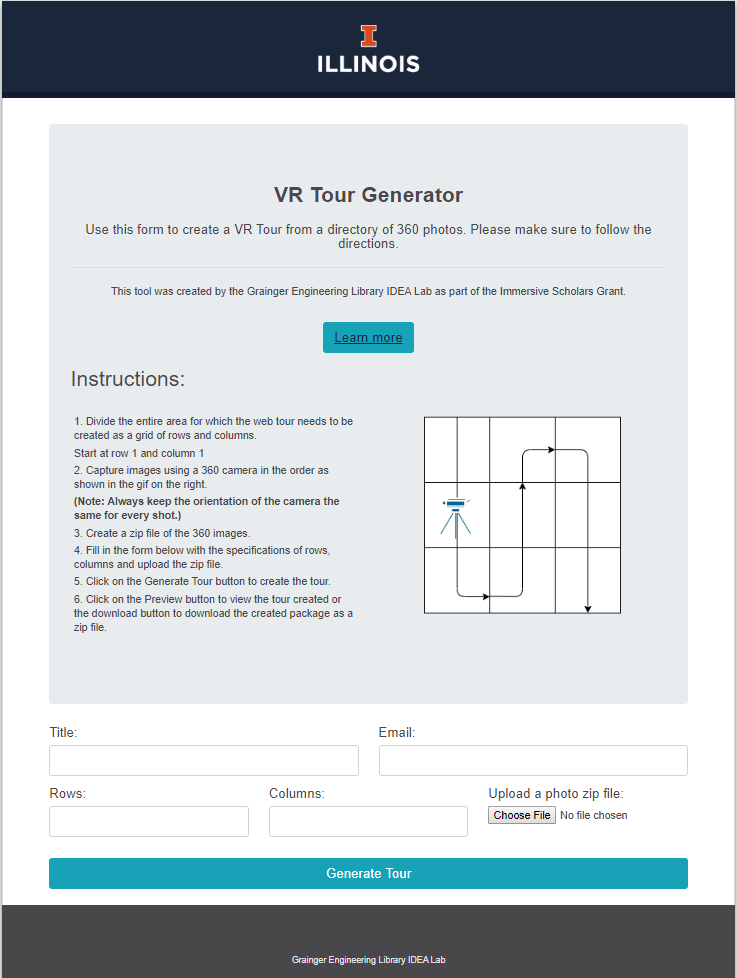 ILLINOIS
VR Tour Generator
Use this form to create a VR Tour from a directory of 360 photos. Please make sure to follow the
directions.
This tool was created by the Grainger Engineering Library IDEA Lab as part of the Immersive Scholars Grant.
Learn more
Instructions:
1. Divide the entire area for which the web tour needs to be
created as a grid of rows and columns.
Start at row 1 and column 1
2. Capture images using a 360 camera in the order as
shown in the gif on the right.
(Note: Always keep the orientation of the camera the
same for every shot.)
3. Create a zip file of the 360 images.
4. Fill in the form below with the specifications of rows,
columns and upload the zip file.
5. Click on the Generate Tour button to create the tour.
6. Click on the Preview button to view the tour created or
the download button to download the created package as a
zip file.
Title:
Email:
Rows:
Columns:
Upload a photo zip file:
Choose File No file chosen
Generate Tour
Grainger Engineering Library IDEA Lab